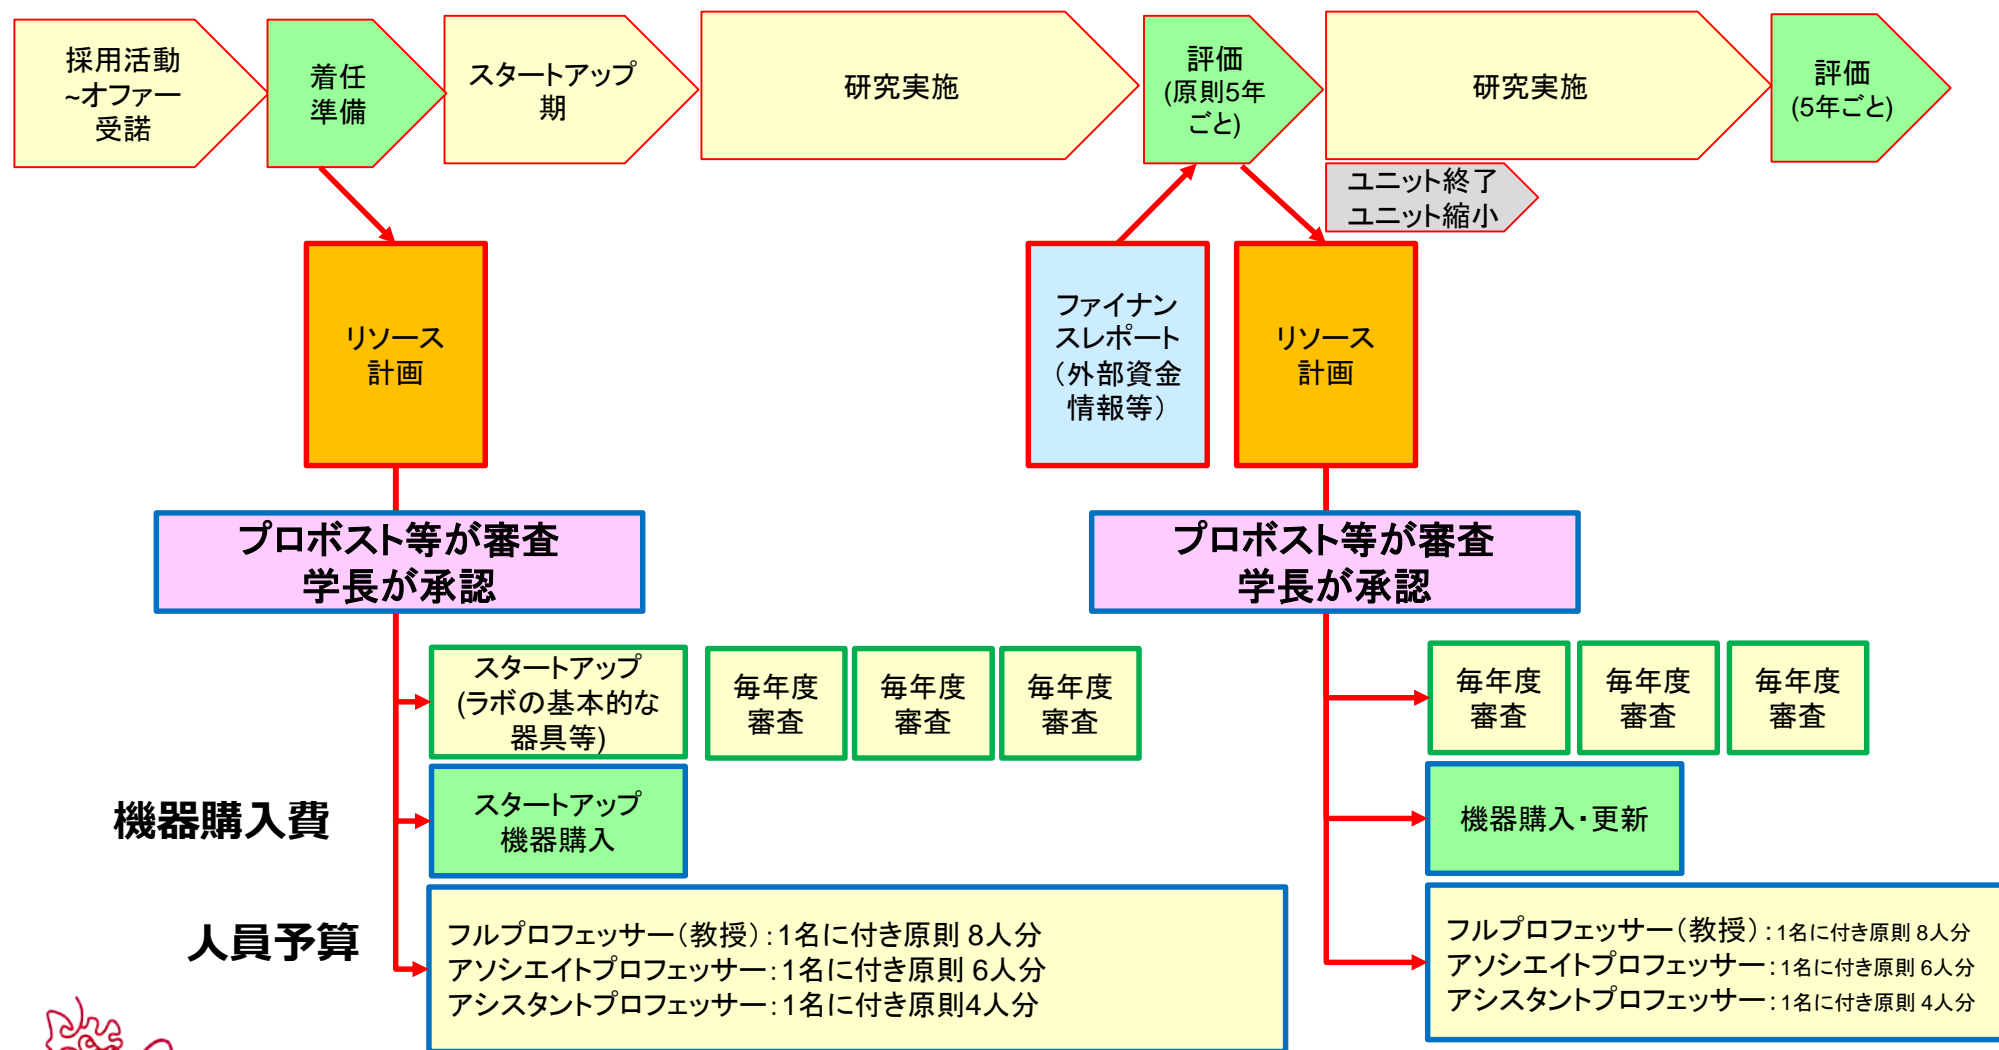 採用活動
~オファー
受諾
着任
準備
スタートアップ
期
研究実施
評価
(原則5年
ごと)
研究実施
評価
(5年ごと)
ユニット終了
ユニット縮小
リソース
計画
ファイナン
スレポート
（外部資金
情報等）
リソース
計画
プロボスト等が審査
学長が承認
プロボスト等が審査
学長が承認
スタートアップ
(ラボの基本的な
器具等)
毎年度
審査
毎年度
審査
毎年度
審査
毎年度
審査
毎年度
審査
毎年度
審査
機器購入費
スタートアップ
機器購入
機器購入・更新
人員予算
フルプロフェッサー（教授）：1名に付き原則 8人分
アソシエイトプロフェッサー：1名に付き原則 6人分
アシスタントプロフェッサー：1名に付き原則4人分
フルプロフェッサー（教授）：1名に付き原則 8人分
アソシエイトプロフェッサー：1名に付き原則 6人分
アシスタントプロフェッサー：1名に付き原則 4人分